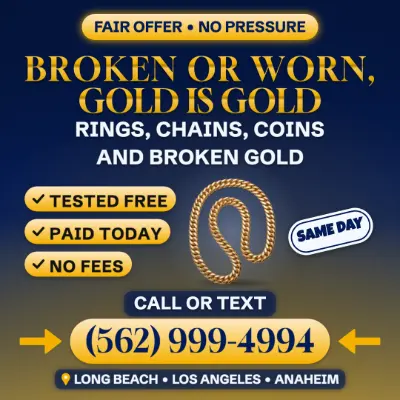 FAIR OFFER • NO PRESSURE
BROKEN OR WORN,
GOLD IS GOLD
RINGS, CHAINS, COINS
AND BROKEN GOLD
TESTED FREE
PAID TODAY
NO FEES
SAME DAY
CALL OR TEXT
(562) 999-4994
LONG BEACH • LOS ANGELES • ANAHEIM